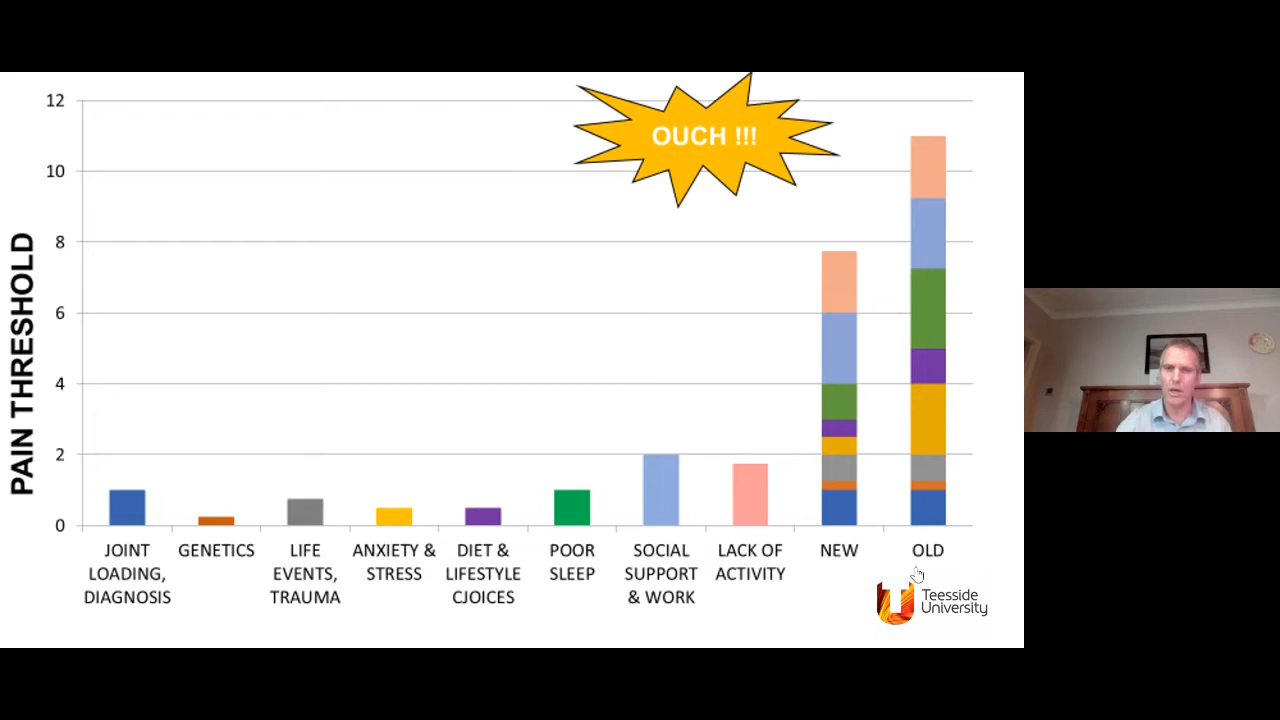 OUCH !!!
PAIN THRESHOLD
12
10
8
6
4
2
0
JOINT
LOADING,
DIAGNOSIS
GENETICS
LIFE
EVENTS,
TRAUMA
ANXIETY &
STRESS
DIET &
LIFESTYLE
CJOICES
POOR
SLEEP
SOCIAL
SUPPORT
& WORK
LACK OF
ACTIVITY
NEW
OLD
Teesside
University